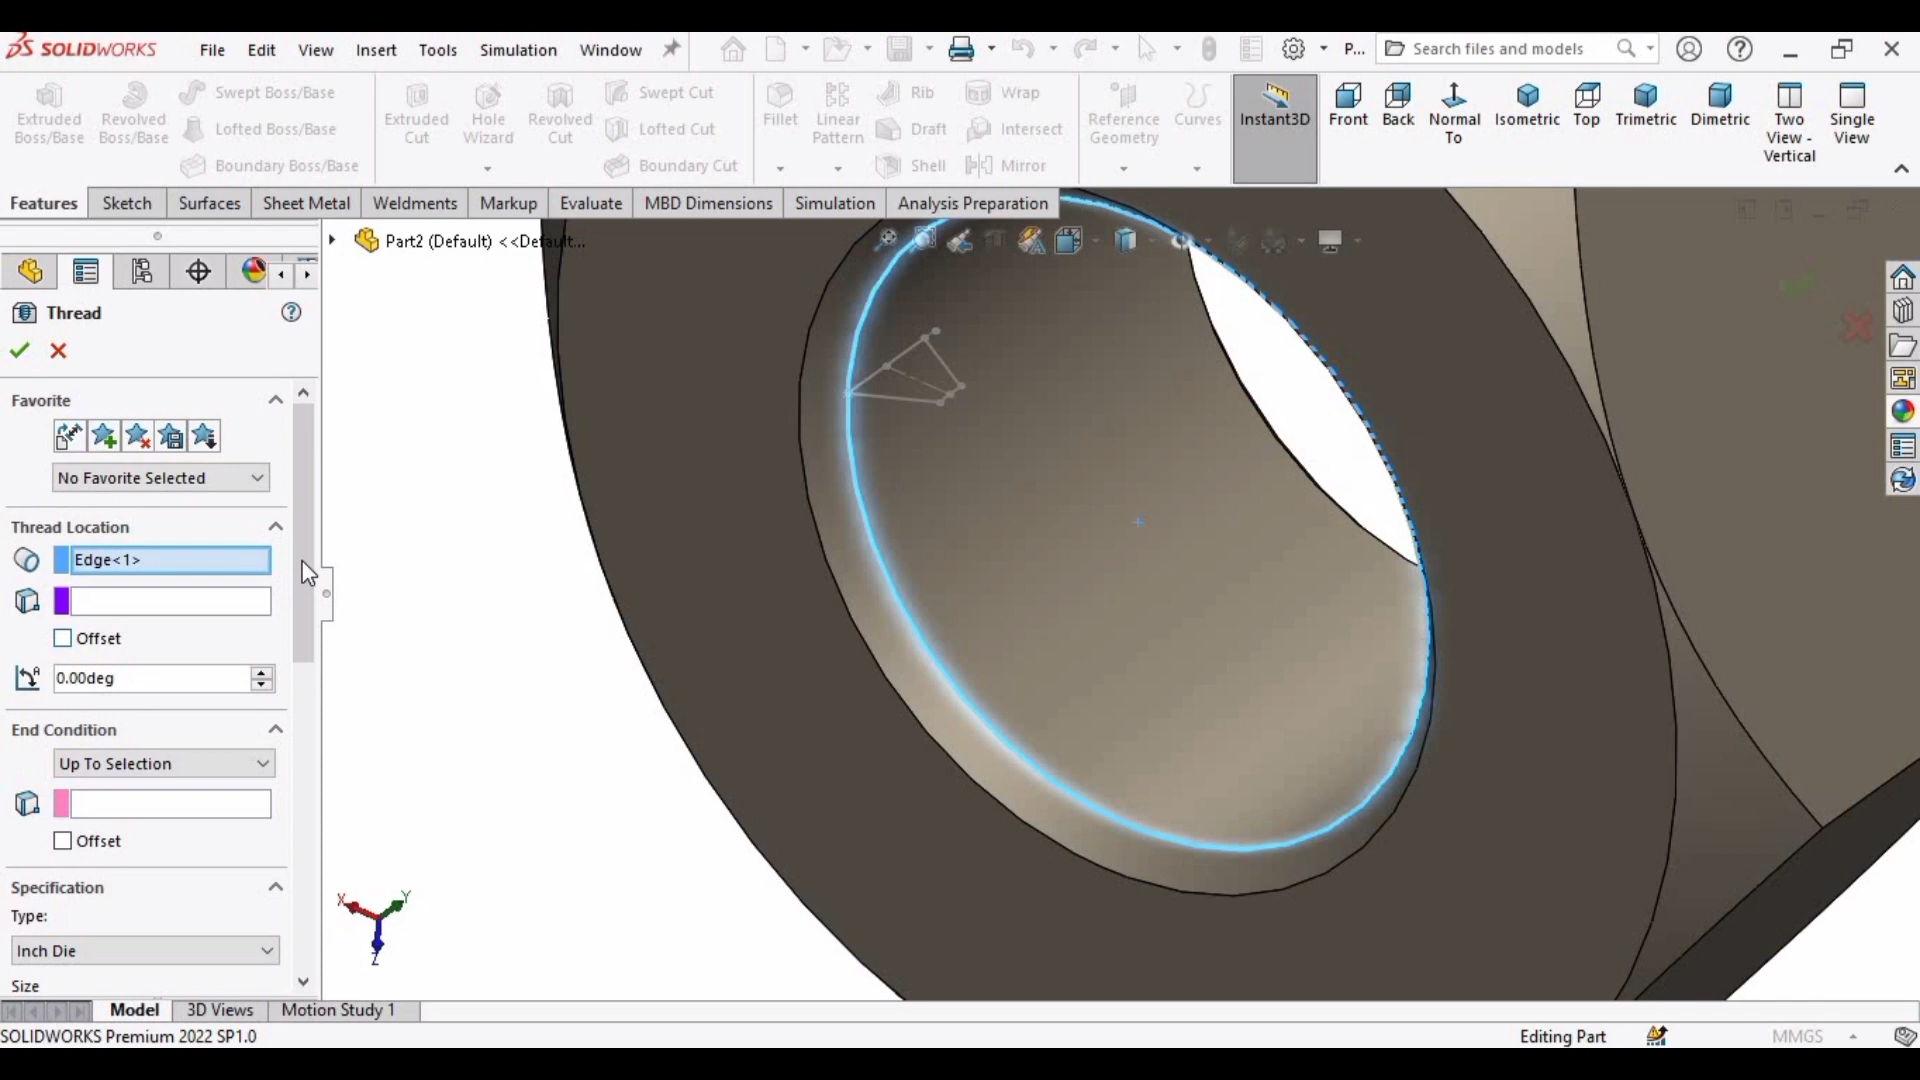 SOLIDWORKS File Edit View Insert Tools Simulation Window P... Search files and models
Extruded Boss/Base
Revolved Boss/Base
Swept Boss/Base
Lofted Boss/Base
Boundary Boss/Base
Extruded Cut
Hole Wizard
Revolved Cut
Swept Cut
Lofted Cut
Boundary Cut
Fillet
Linear Pattern
Rib
Draft
Shell
Wrap
Intersect
Mirror
Reference Geometry
Curves
Instant3D
Front
Back
Normal To
Isometric
Top
Trimetric
Dimetric
Two View - Vertical
Single View
Features Sketch Surfaces Sheet Metal Weldments Markup Evaluate MBD Dimensions Simulation Analysis Preparation
Part2 (Default) <<Default...
Thread
Favorite
No Favorite Selected
Thread Location
Edge<1>
Offset
0.00deg
End Condition
Up To Selection
Offset
Specification
Type:
Inch Die
Size
X
Y
Z
Model 3D Views Motion Study 1
SOLIDWORKS Premium 2022 SP1.0 Editing Part MMGS